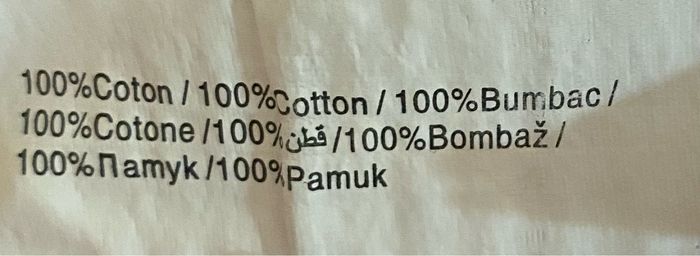 100%Coton / 100%Cotton / 100%Bumbac /
100%Cotone /100%قطن/100%Bombaž /
100%Памук /100%Pamuk